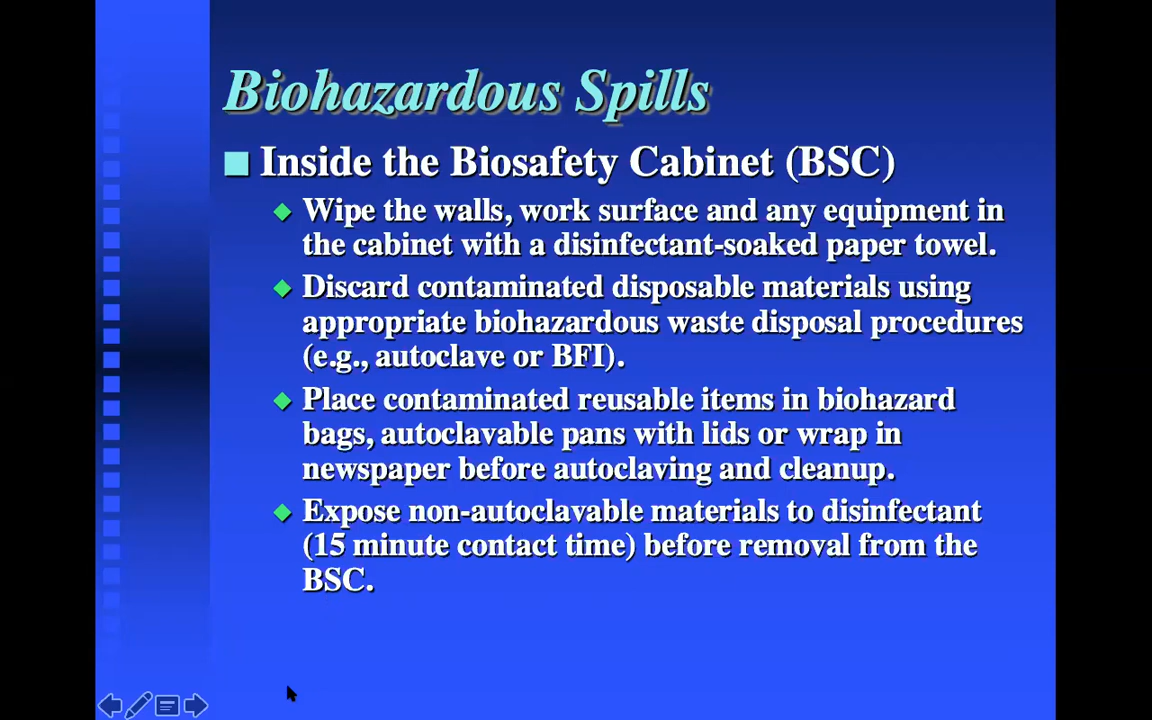 Biohazardous Spills
Inside the Biosafety Cabinet (BSC)
Wipe the walls, work surface and any equipment in
the cabinet with a disinfectant-soaked paper towel.
Discard contaminated disposable materials using
appropriate biohazardous waste disposal procedures
(e.g., autoclave or BFI).
Place contaminated reusable items in biohazard
bags, autoclavable pans with lids or wrap in
newspaper before autoclaving and cleanup.
Expose non-autoclavable materials to disinfectant
(15 minute contact time) before removal from the
BSC.